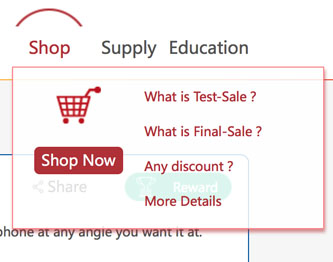 Shop Supply Education
What is Test-Sale ?
What is Final-Sale ?
Shop Now
Any discount ?
Share Reward
More Details
phone at any angle you want it at.